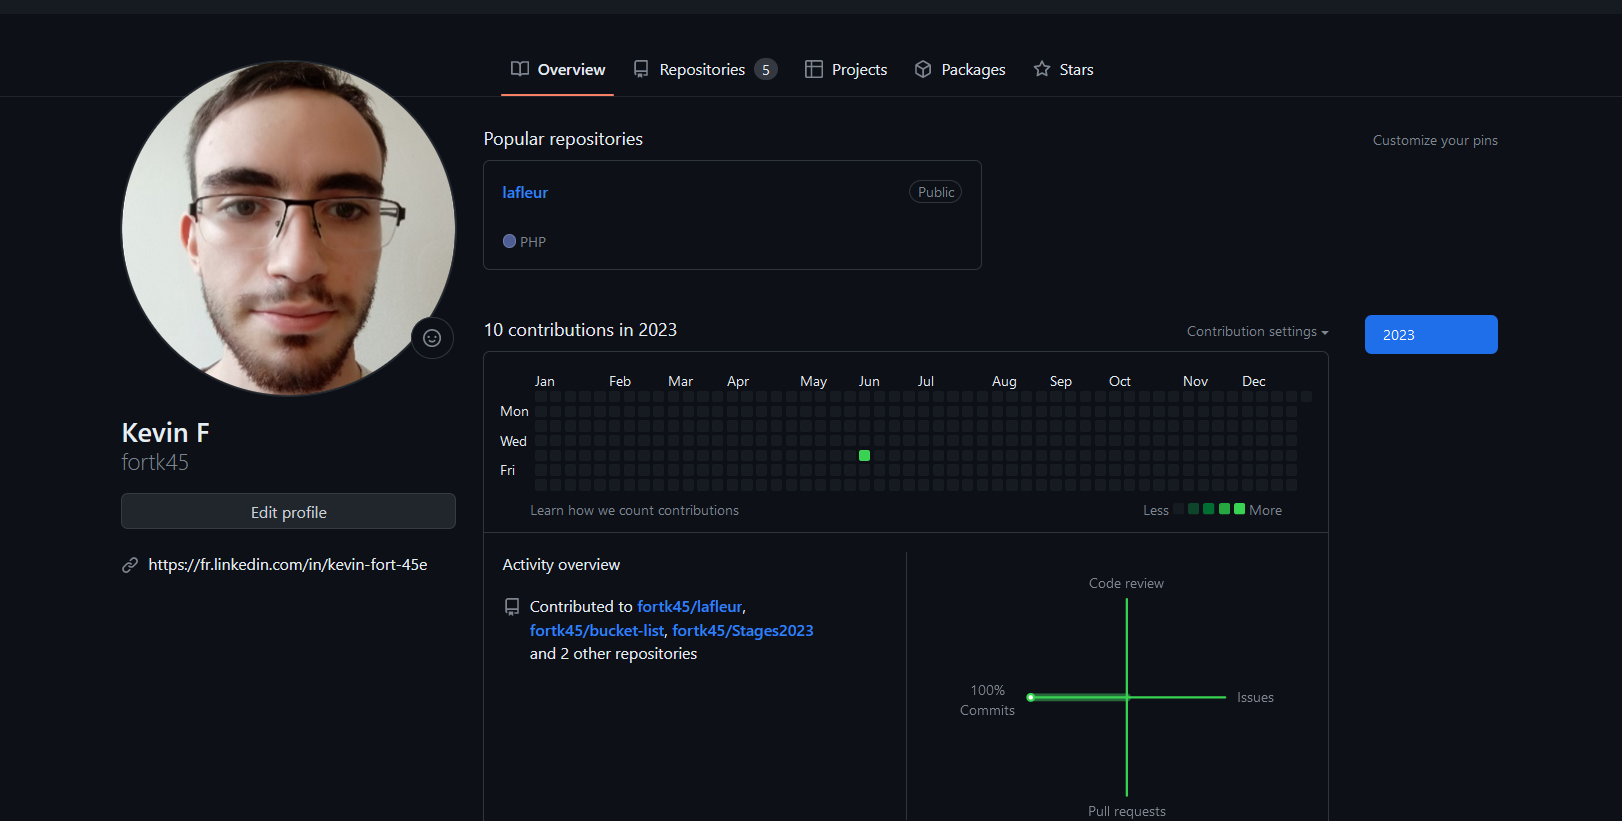 Overview
Repositories 5
Projects
Packages
Stars
Popular repositories
Customize your pins
lafleur
Public
PHP
10 contributions in 2023
Contribution settings
2023
Jan Feb Mar Apr May Jun Jul Aug Sep Oct Nov Dec
Mon
Wed
Fri
Learn how we count contributions
Less More
Kevin F
fortk45
Edit profile
https://fr.linkedin.com/in/kevin-fort-45e
Activity overview
Contributed to fortk45/lafleur,
fortk45/bucket-list, fortk45/Stages2023
and 2 other repositories
Code review
100%
Commits
Issues
Pull requests